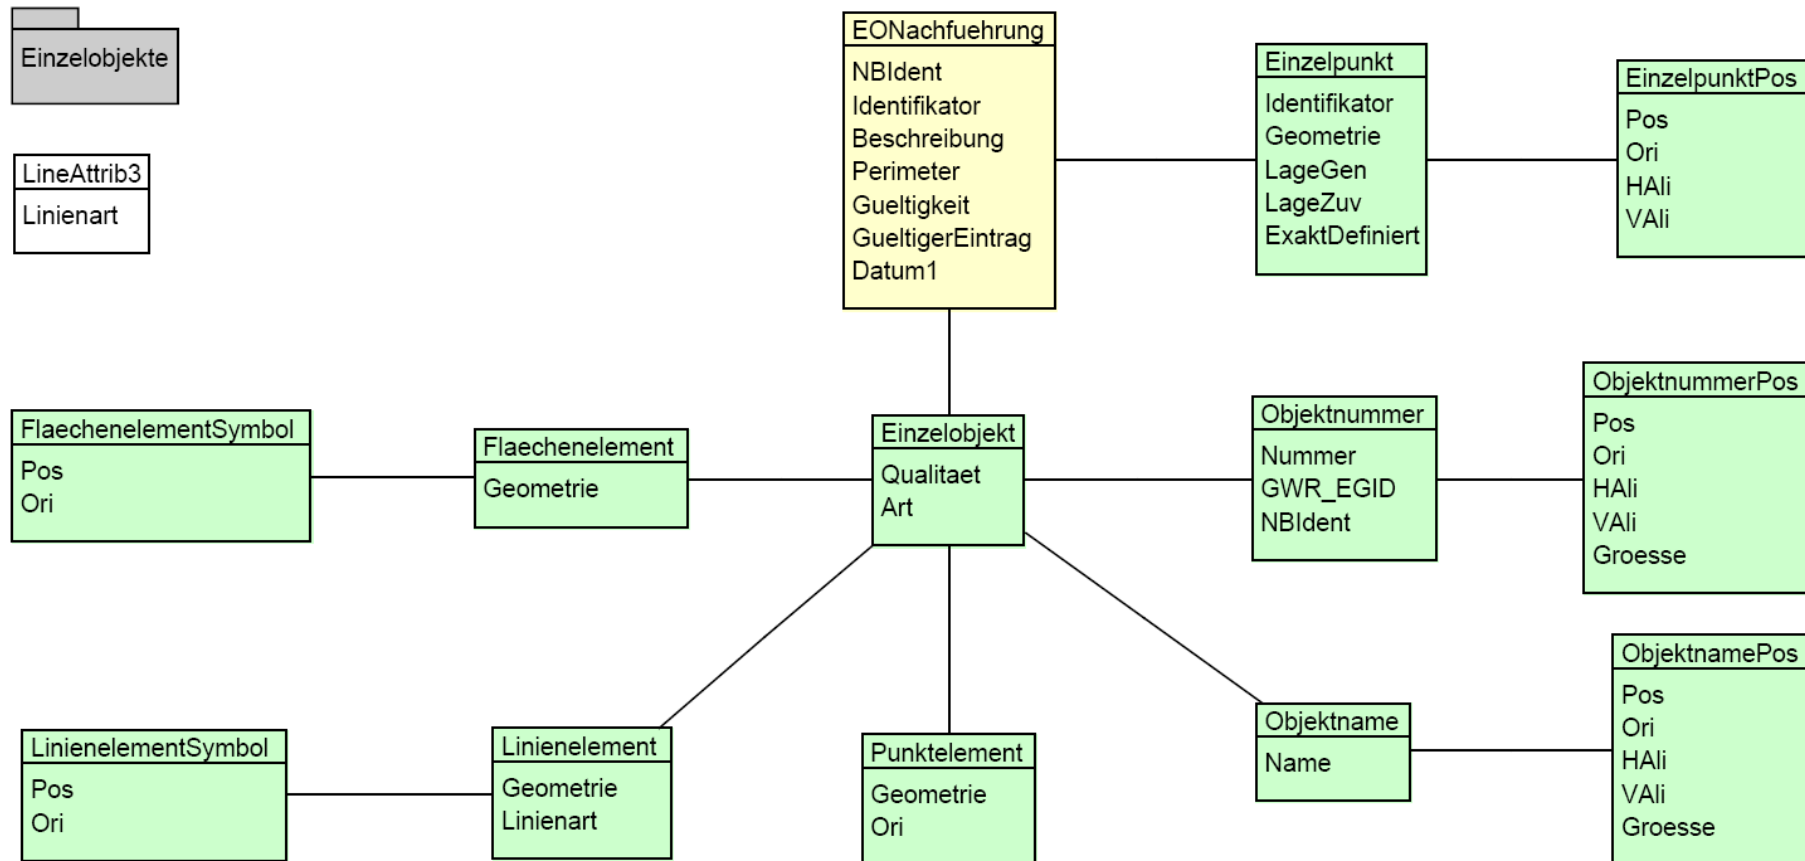 Einzelobjekte
LineAttrib3
Linienart
EONachfuehrung
NBIdent
Identifikator
Beschreibung
Perimeter
Gueltigkeit
GueltigerEintrag
Datum1
Einzelpunkt
Identifikator
Geometrie
LageGen
LageZuv
ExaktDefiniert
EinzelpunktPos
Pos
Ori
HAli
VAli
FlaechenelementSymbol
Pos
Ori
Flaechenelement
Geometrie
Einzelobjekt
Qualitaet
Art
Objektnummer
Nummer
GWR_EGID
NBIdent
ObjektnummerPos
Pos
Ori
HAli
VAli
Groesse
LinienelementSymbol
Pos
Ori
Linienelement
Geometrie
Linienart
Punktelement
Geometrie
Ori
Objektname
Name
ObjektnamePos
Pos
Ori
HAli
VAli
Groesse